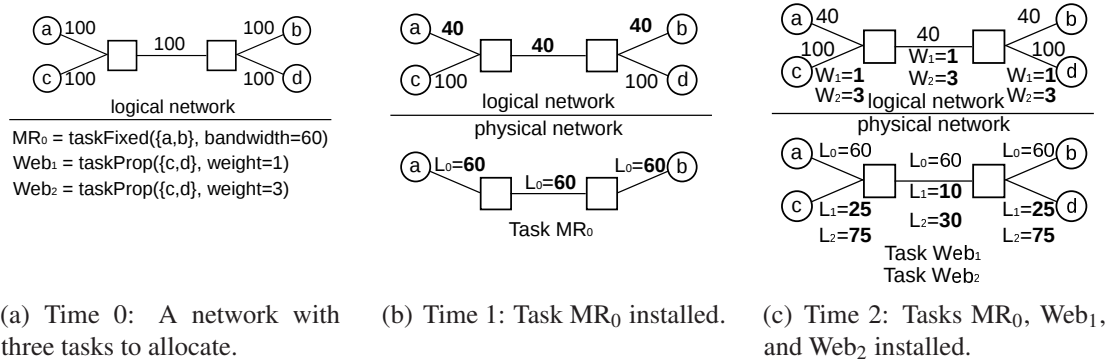 a 100 100 b
100
c 100 100 d
logical network
MR₀ = taskFixed({a,b}, bandwidth=60)
Web₁ = taskProp({c,d}, weight=1)
Web₂ = taskProp({c,d}, weight=3)
(a) Time 0: A network with
three tasks to allocate.
a 40 40 b
40
c 100 100 d
logical network
physical network
a L₀=60 L₀=60 b
L₀=60
Task MR₀
(b) Time 1: Task MR₀ installed.
a 40 40 b
40
100 100
c W₁=1 W₁=1 W₁=1 d
W₂=3 W₂=3 W₂=3
logical network
physical network
a L₀=60 L₀=60 L₀=60 b
c L₁=25 L₁=10 L₁=25 d
L₂=75 L₂=30 L₂=75
Task Web₁
Task Web₂
(c) Time 2: Tasks MR₀, Web₁,
and Web₂ installed.